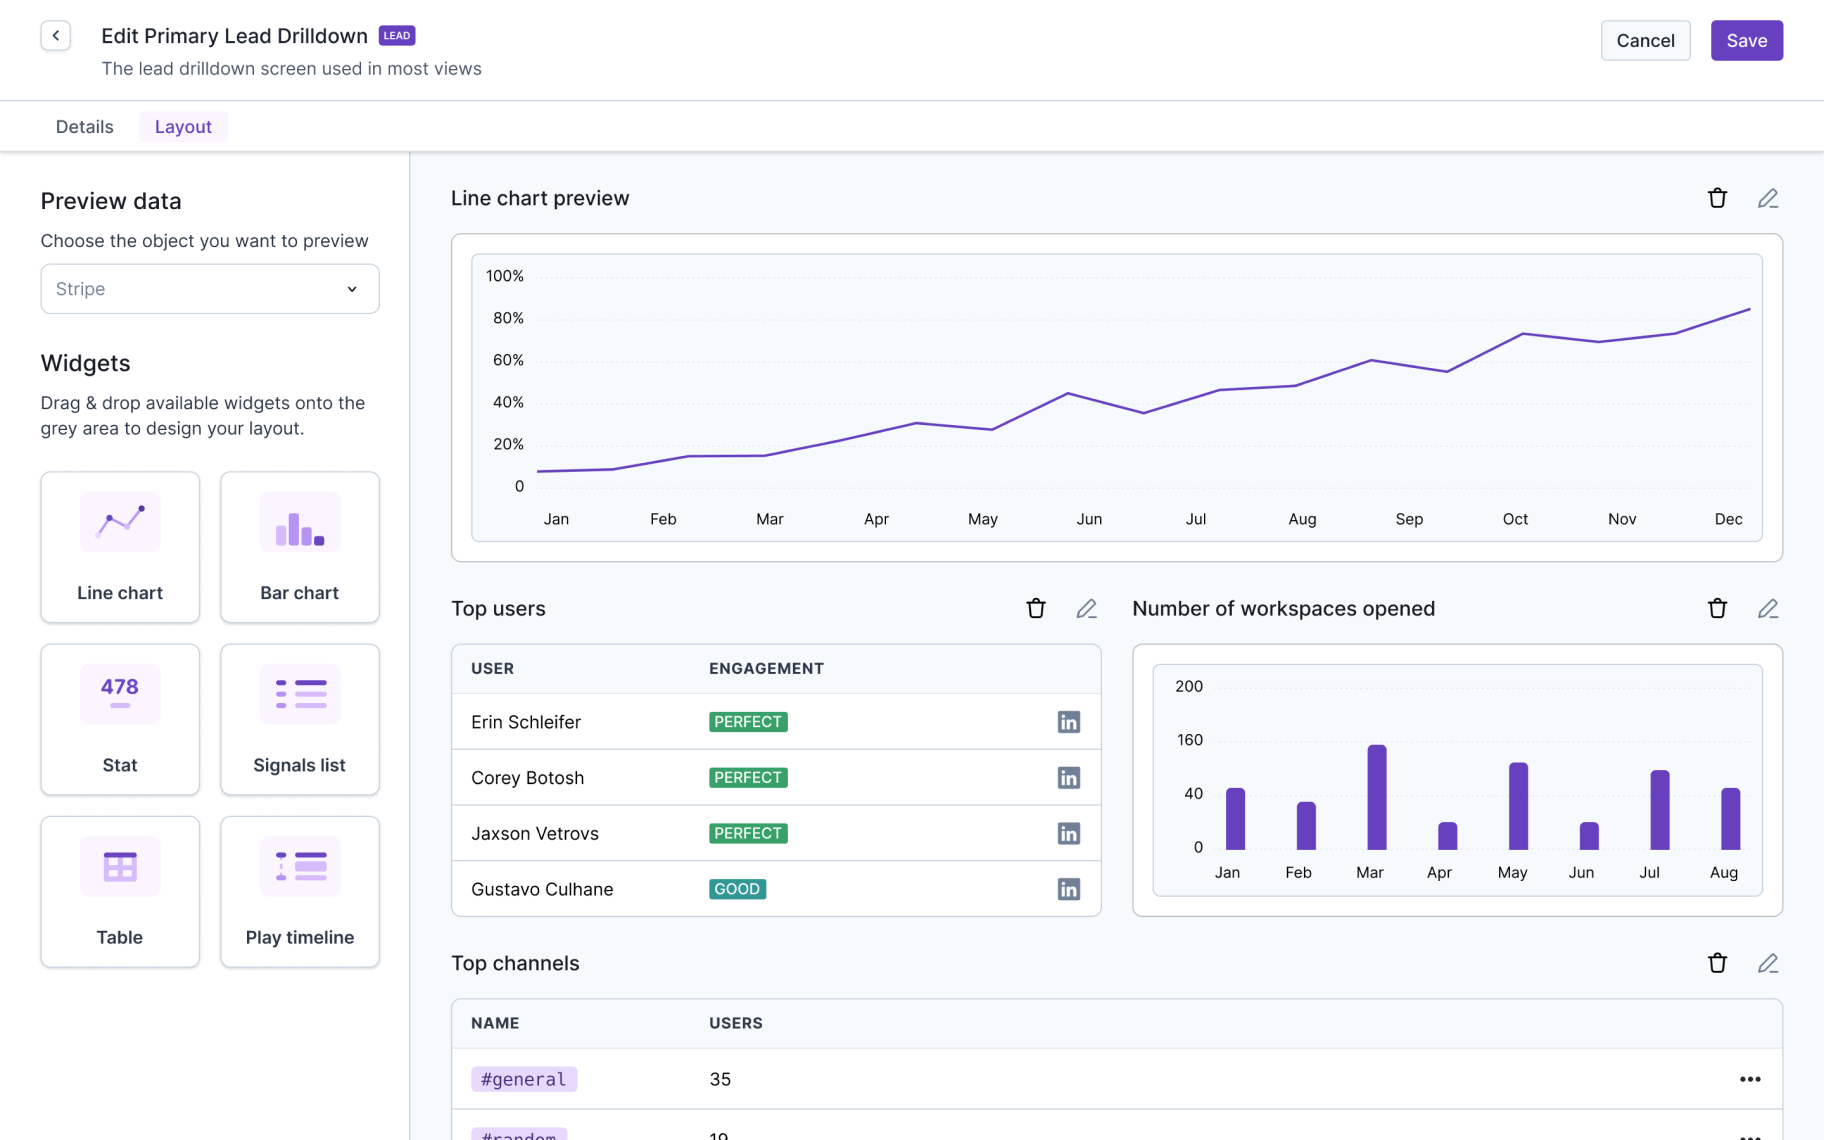 Edit Primary Lead Drilldown LEAD
The lead drilldown screen used in most views
Cancel
Save
Details
Layout
Preview data
Choose the object you want to preview
Stripe
Widgets
Drag & drop available widgets onto the
grey area to design your layout.
Line chart
Bar chart
478
Stat
Signals list
Table
Play timeline
Line chart preview
100%
80%
60%
40%
20%
0
Jan Feb Mar Apr May Jun Jul Aug Sep Oct Nov Dec
Top users
USER ENGAGEMENT
Erin Schleifer PERFECT in
Corey Botosh PERFECT in
Jaxson Vetrovs PERFECT in
Gustavo Culhane GOOD in
Number of workspaces opened
200
160
40
0
Jan Feb Mar Apr May Jun Jul Aug
Top channels
NAME USERS
#general 35
#random 19